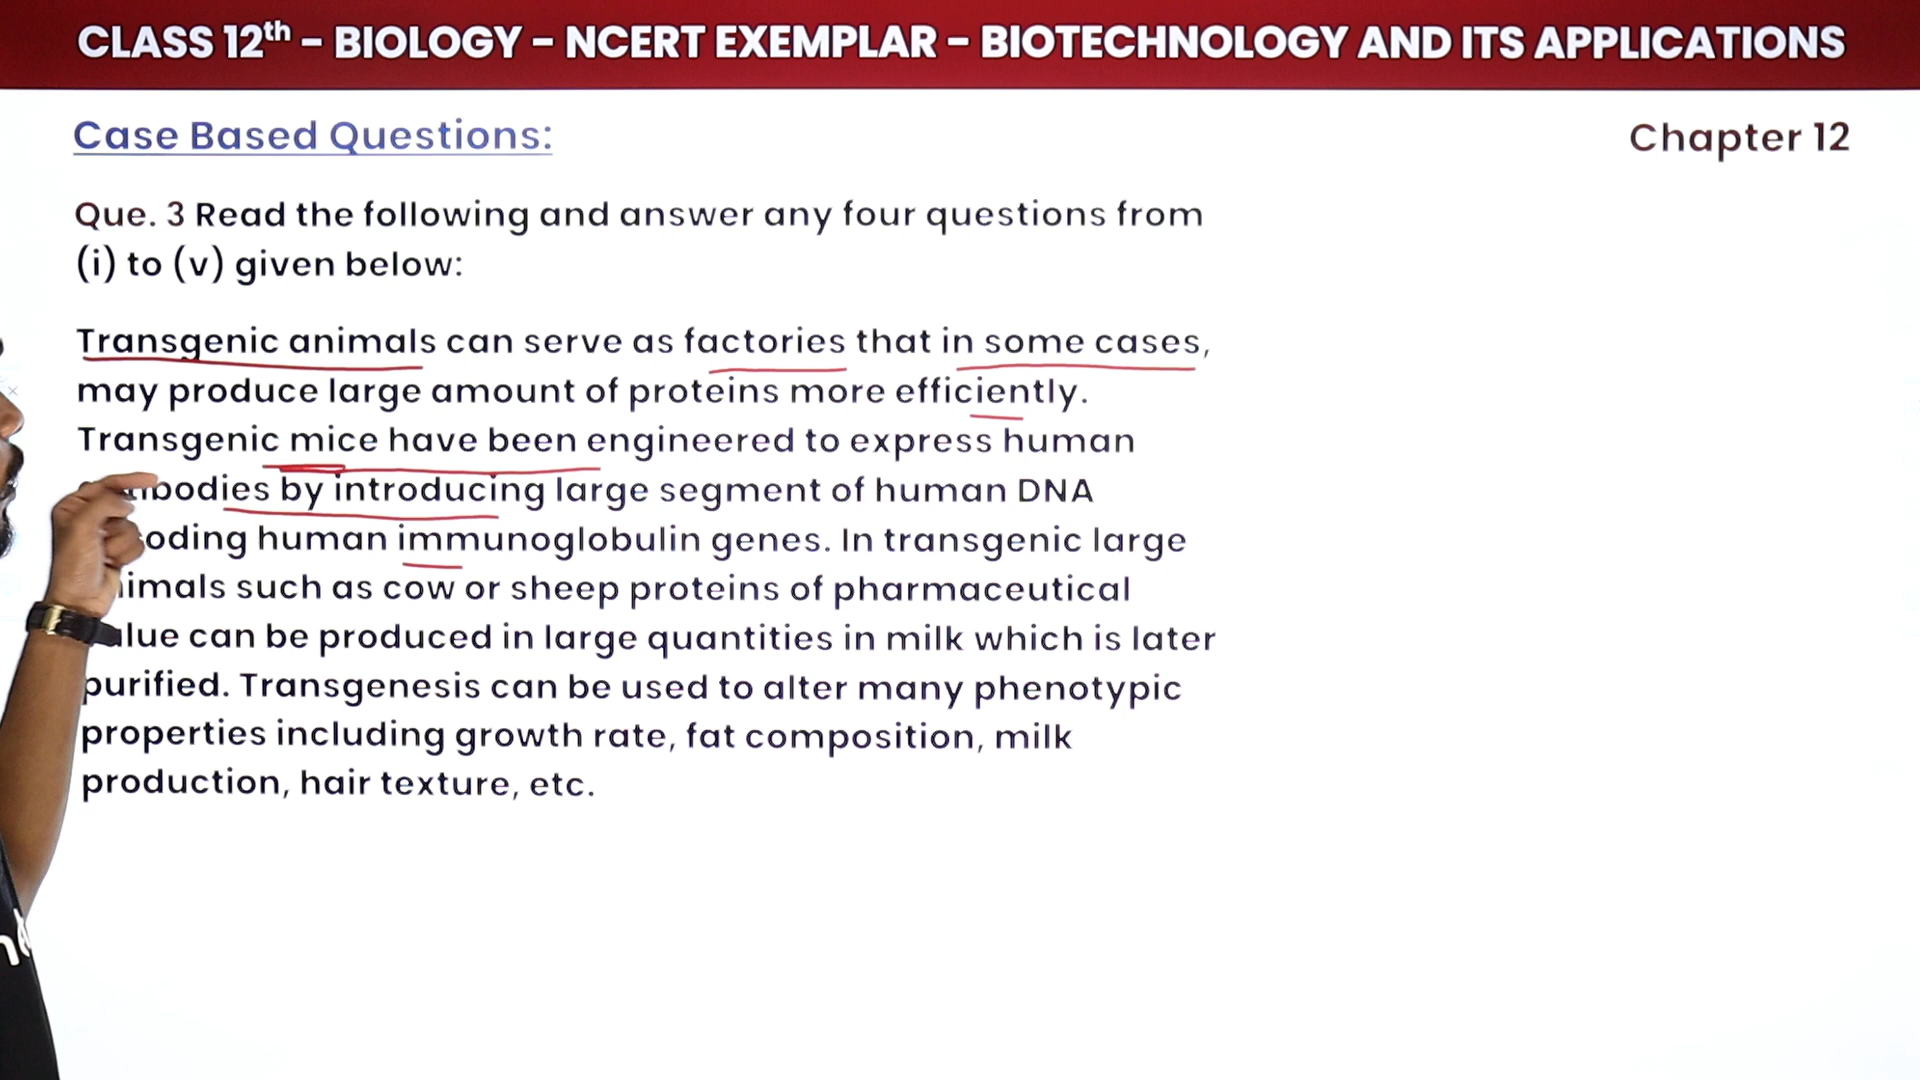 CLASS 12th – BIOLOGY – NCERT EXEMPLAR – BIOTECHNOLOGY AND ITS APPLICATIONS
Case Based Questions:
Chapter 12
Que. 3 Read the following and answer any four questions from
(i) to (v) given below:
Transgenic animals can serve as factories that in some cases,
may produce large amount of proteins more efficiently.
Transgenic mice have been engineered to express human
by introducing large segment of human DNA
human immunoglobulin genes. In transgenic large
such as cow or sheep proteins of pharmaceutical
can be produced in large quantities in milk which is later
purified. Transgenesis can be used to alter many phenotypic
properties including growth rate, fat composition, milk
production, hair texture, etc.